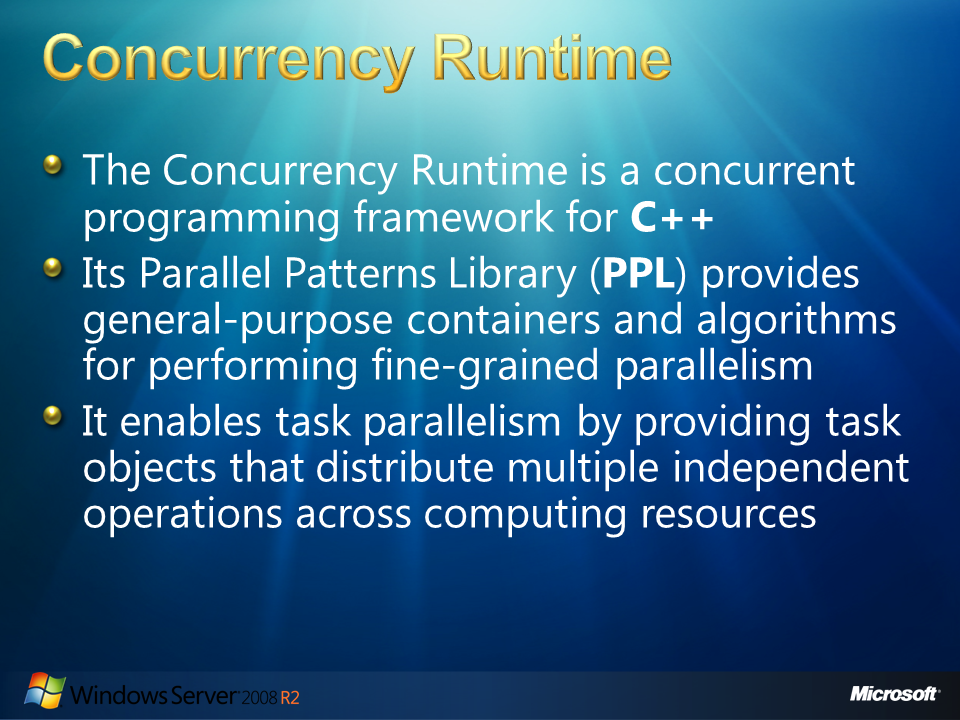 Concurrency Runtime
The Concurrency Runtime is a concurrent
programming framework for C++
Its Parallel Patterns Library (PPL) provides
general-purpose containers and algorithms
for performing fine-grained parallelism
It enables task parallelism by providing task
objects that distribute multiple independent
operations across computing resources
Windows Server 2008 R2
Microsoft